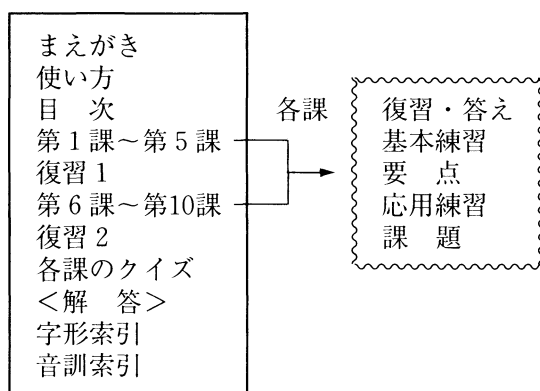 まえがき
使い方
目　次
第1課～第5課
復習1
第6課～第10課
復習2
各課のクイズ
＜解　答＞
字形索引
音訓索引
各課
復習・答え
基本練習
要　点
応用練習
課　題